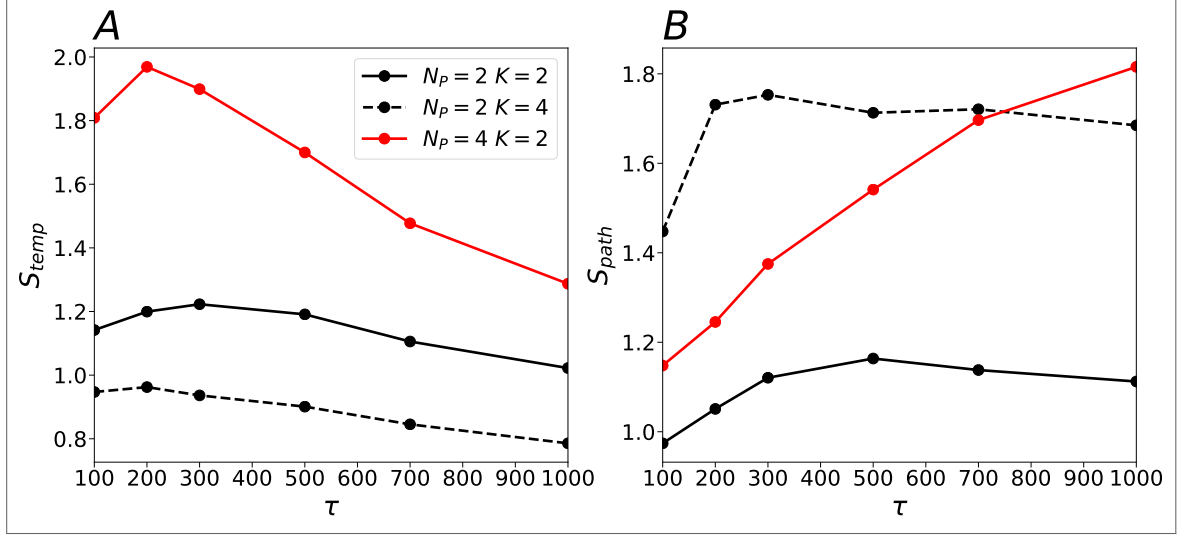 A
2.0
1.8
1.6
1.4
1.2
1.0
0.8
S_temp
100 200 300 400 500 600 700 800 900 1000
τ
N_P = 2 K = 2
N_P = 2 K = 4
N_P = 4 K = 2
B
1.8
1.6
1.4
1.2
1.0
S_path
100 200 300 400 500 600 700 800 900 1000
τ